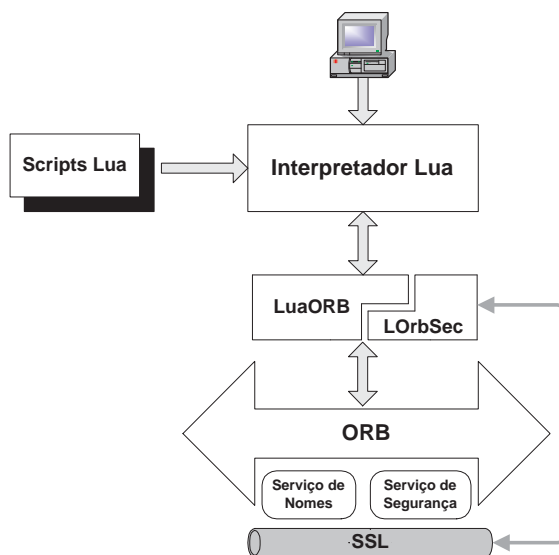 Scripts Lua
Interpretador Lua
LuaORB
LOrbSec
ORB
Serviço de
Nomes
Serviço de
Segurança
SSL